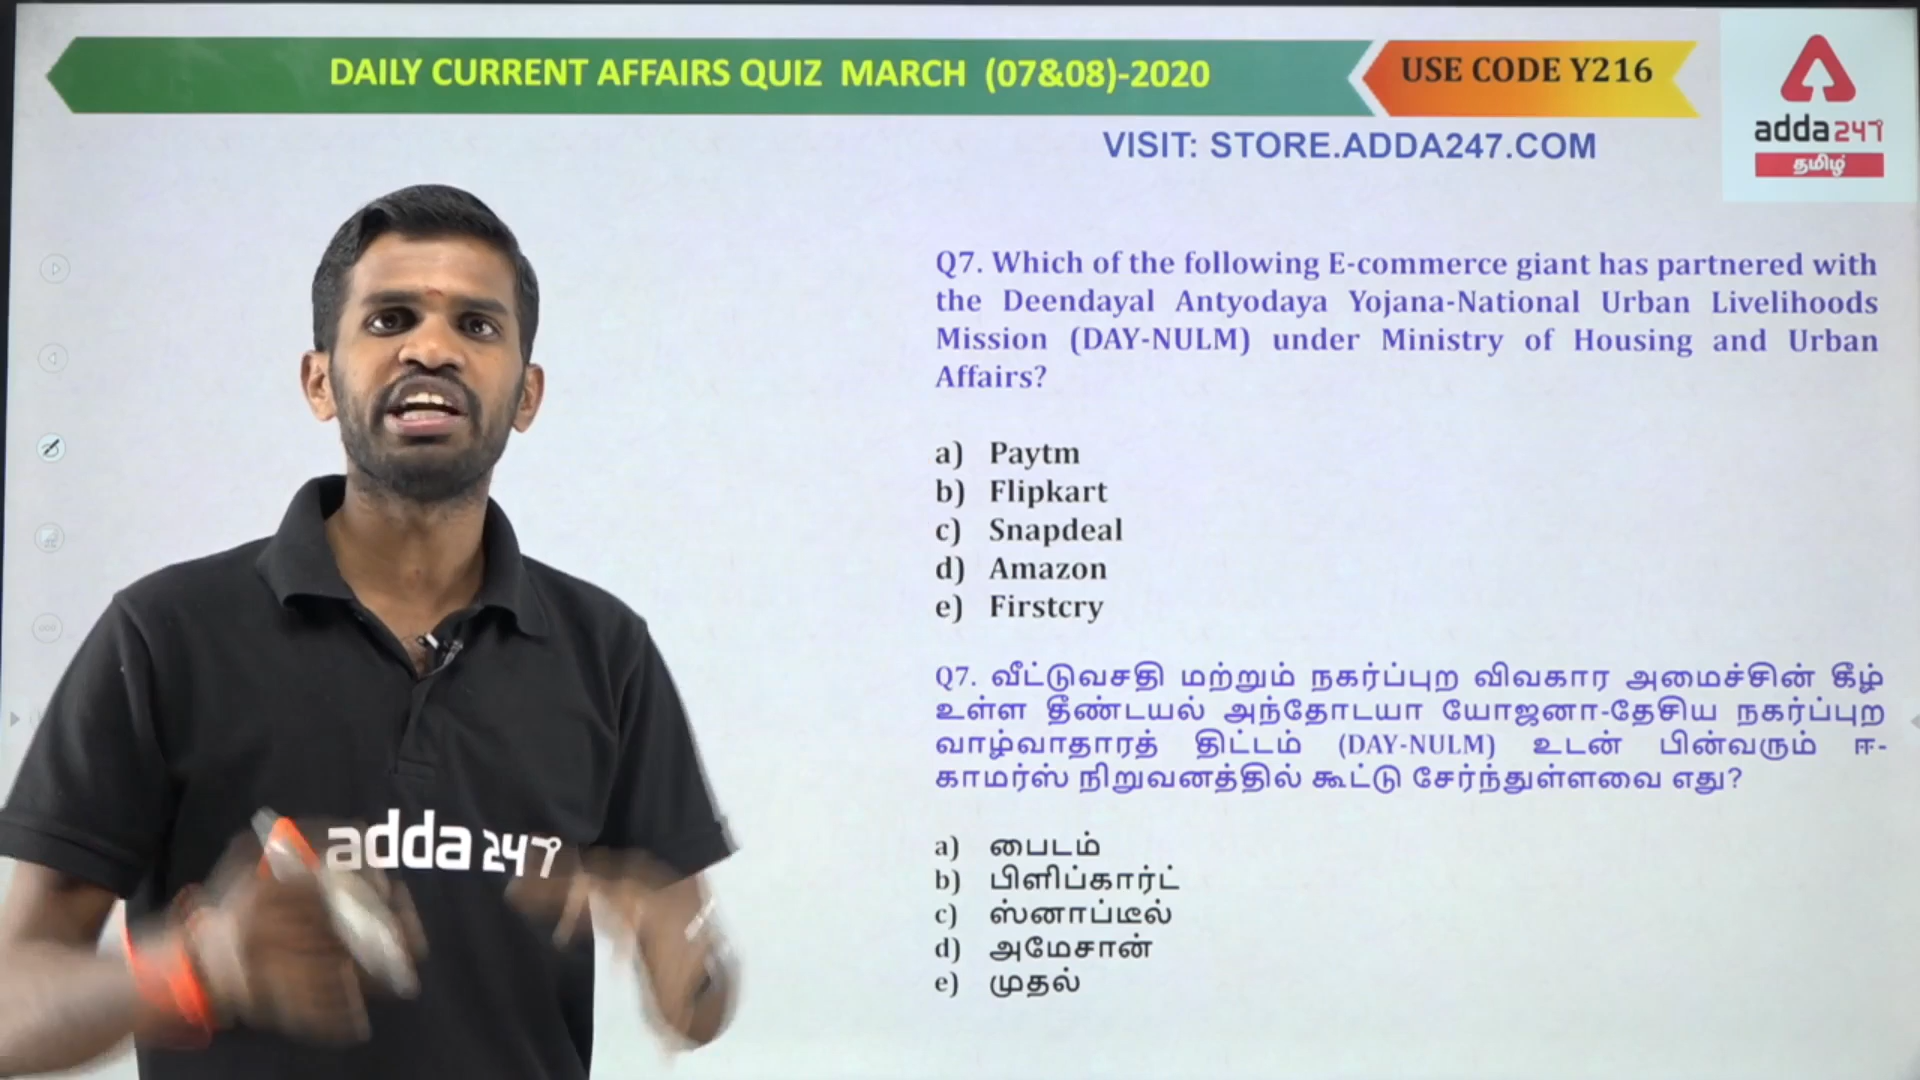 DAILY CURRENT AFFAIRS QUIZ MARCH (07&08)-2020
USE CODE Y216
VISIT: STORE.ADDA247.COM
adda247
தமிழ்
Q7. Which of the following E-commerce giant has partnered with
the Deendayal Antyodaya Yojana-National Urban Livelihoods
Mission (DAY-NULM) under Ministry of Housing and Urban
Affairs?
a) Paytm
b) Flipkart
c) Snapdeal
d) Amazon
e) Firstcry
Q7. வீட்டுவசதி மற்றும் நகர்ப்புற விவகார அமைச்சின் கீழ்
உள்ள தீண்டயல் அந்தோடயா யோஜனா-தேசிய நகர்ப்புற
வாழ்வாதாரத் திட்டம் (DAY-NULM) உடன் பின்வரும் ஈ-
காமர்ஸ் நிறுவனத்தில் கூட்டு சேர்ந்துள்ளவை எது?
a) பைடம்
b) பிளிப்கார்ட்
c) ஸ்னாப்டீல்
d) அமேசான்
e) முதல்
adda 247